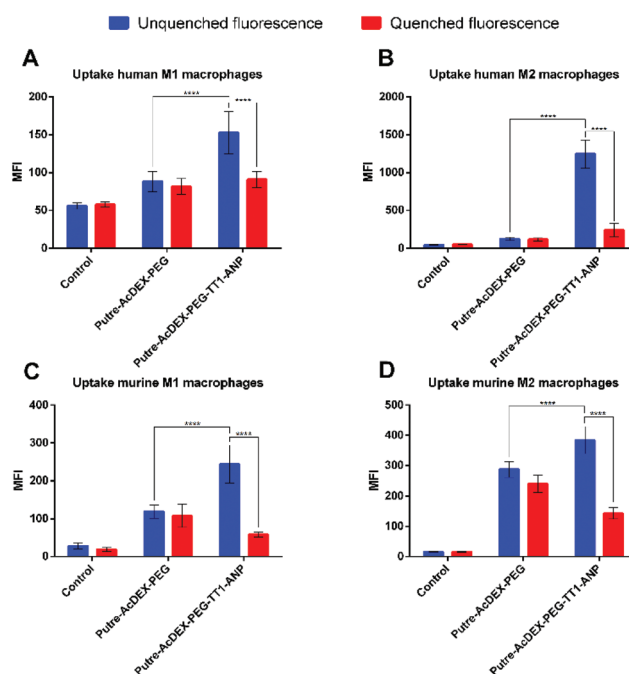 Unquenched fluorescence Quenched fluorescence
A
Uptake human M1 macrophages
200
150
100
50
0
MFI
****
****
Control
Putre-AcDEX-PEG
Putre-AcDEX-PEG-TT1-ANP
B
Uptake human M2 macrophages
2000
1500
1000
500
0
MFI
****
****
Control
Putre-AcDEX-PEG
Putre-AcDEX-PEG-TT1-ANP
C
Uptake murine M1 macrophages
400
300
200
100
0
MFI
****
****
Control
Putre-AcDEX-PEG
Putre-AcDEX-PEG-TT1-ANP
D
Uptake murine M2 macrophages
500
400
300
200
100
0
MFI
****
****
Control
Putre-AcDEX-PEG
Putre-AcDEX-PEG-TT1-ANP